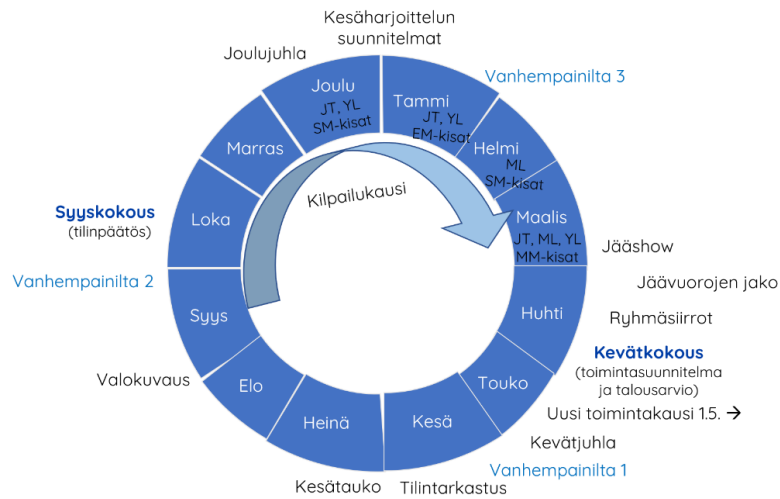 Kesäharjoittelun
suunnitelmat
Joulujuhla
Vanhempainilta 3
Joulu
JT, YL
SM-kisat
Tammi
JT, YL
EM-kisat
Marras
Helmi
ML
SM-kisat
Kilpailukausi
Syyskokous
(tilinpäätös)
Loka
Maalis
JT, ML, YL
MM-kisat
Jääshow
Vanhempainilta 2
Jäävuorojen jako
Syys
Huhti
Ryhmäsiirrot
Kevätkokous
(toimintasuunnitelma
ja talousarvio)
Valokuvaus
Elo
Touko
Uusi toimintakausi 1.5. →
Heinä
Kesä
Kevätjuhla
Vanhempainilta 1
Kesätauko
Tilintarkastus